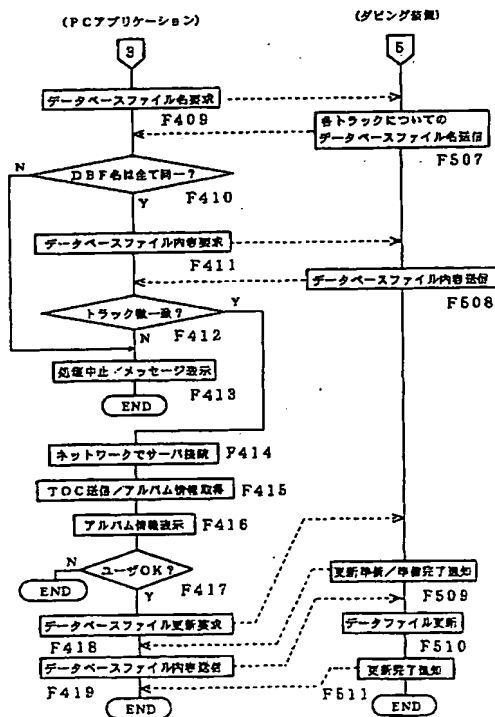 (PCアプリケーション)
(ダビング装置)
3
5
データベースファイル名要求
F409
各トラックについての
データベースファイル名送信
F507
DBF名は全て同一?
N
Y
F410
データベースファイル内容要求
F411
データベースファイル内容送信
F508
トラック数一致?
Y
N
F412
処理中止/メッセージ表示
F413
END
ネットワークでサーバ接続
F414
TOC送信/アルバム情報取得
F415
アルバム情報表示
F416
ユーザOK?
N
Y
F417
END
更新準備/準備完了通知
F509
データベースファイル更新要求
F418
データファイル更新
F510
データベースファイル内容送信
F419
更新完了通知
F511
END
END